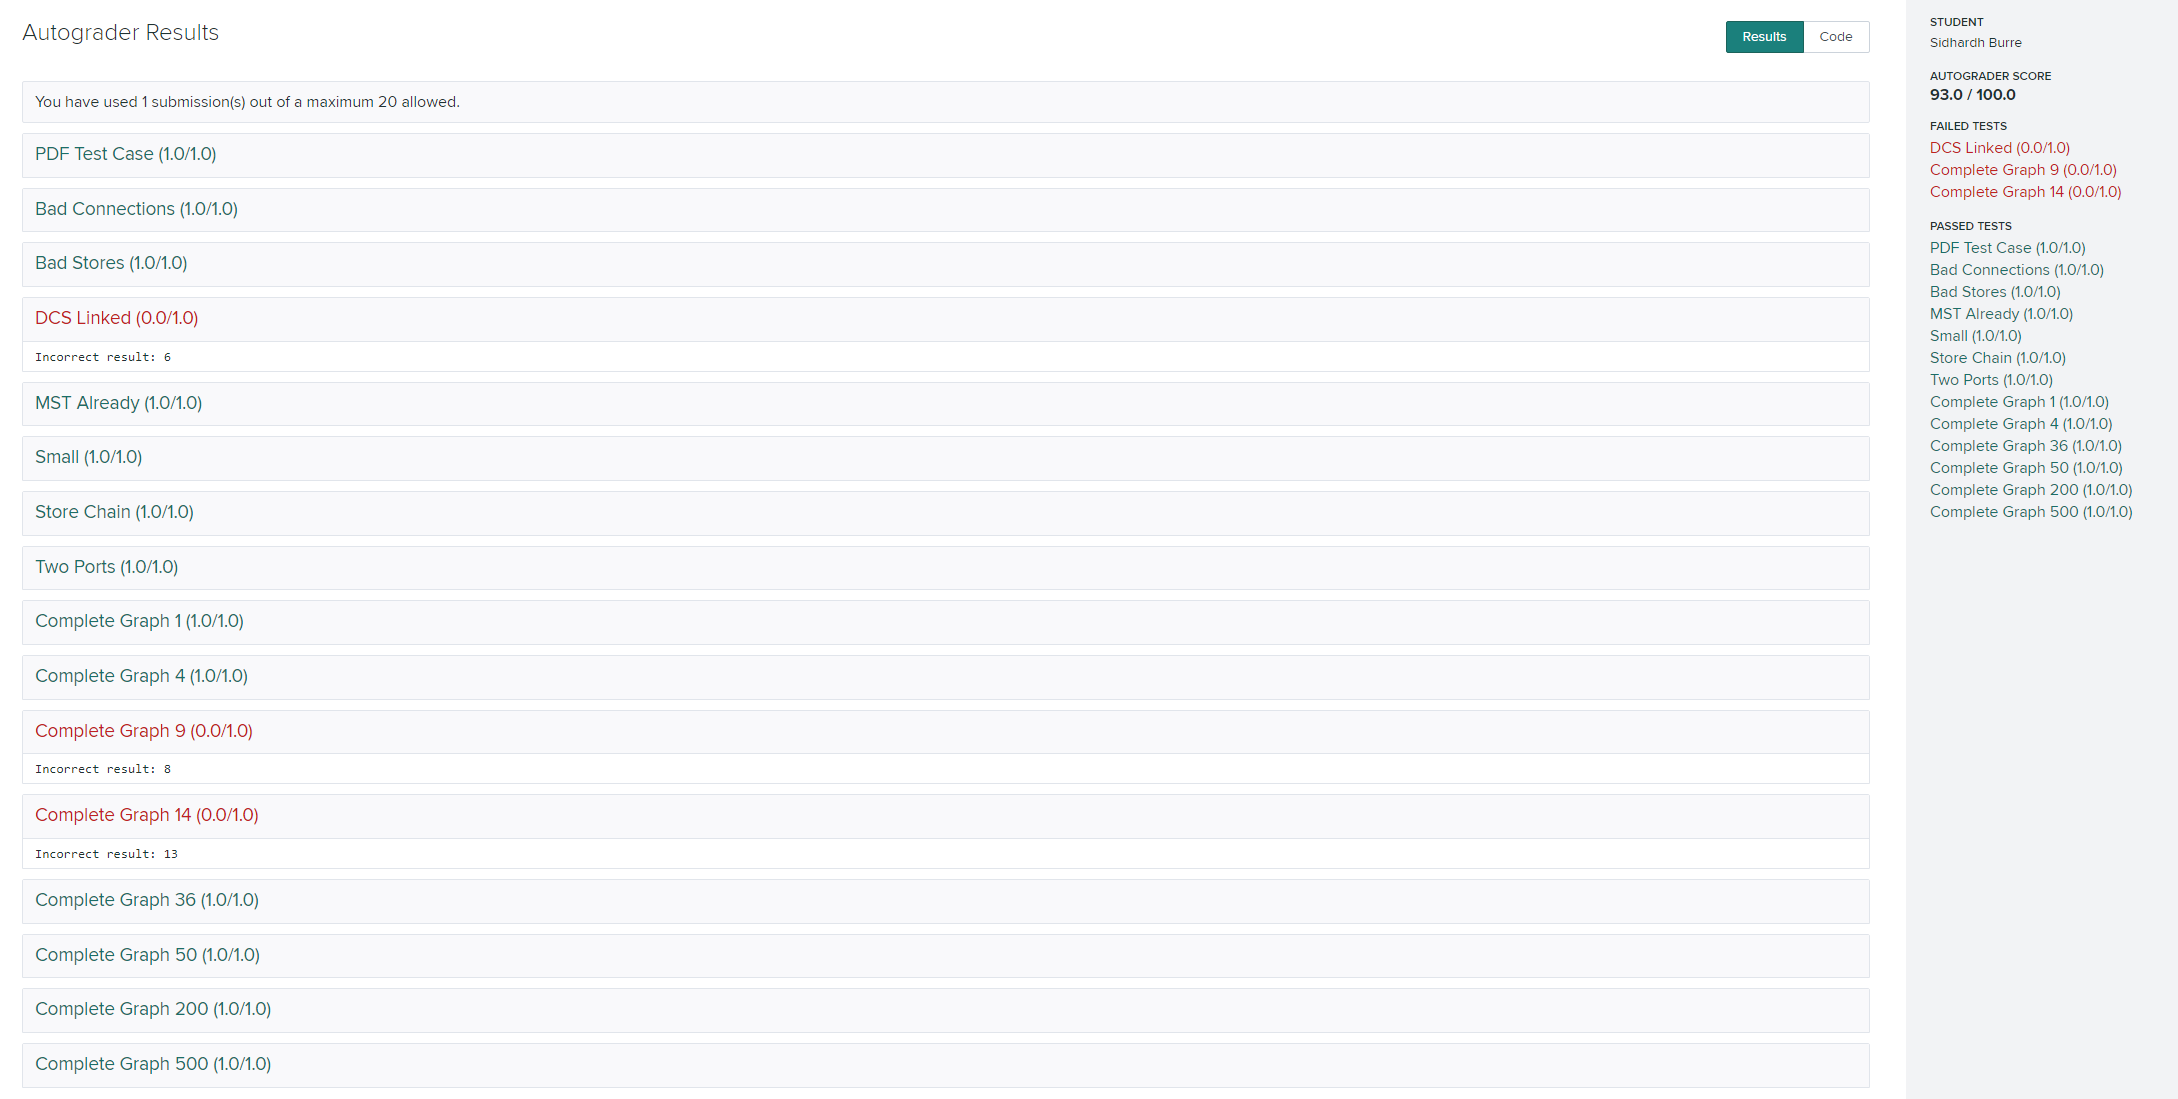 Autograder Results
Results
Code
You have used 1 submission(s) out of a maximum 20 allowed.
PDF Test Case (1.0/1.0)
Bad Connections (1.0/1.0)
Bad Stores (1.0/1.0)
DCS Linked (0.0/1.0)
Incorrect result: 6
MST Already (1.0/1.0)
Small (1.0/1.0)
Store Chain (1.0/1.0)
Two Ports (1.0/1.0)
Complete Graph 1 (1.0/1.0)
Complete Graph 4 (1.0/1.0)
Complete Graph 9 (0.0/1.0)
Incorrect result: 8
Complete Graph 14 (0.0/1.0)
Incorrect result: 13
Complete Graph 36 (1.0/1.0)
Complete Graph 50 (1.0/1.0)
Complete Graph 200 (1.0/1.0)
Complete Graph 500 (1.0/1.0)
STUDENT
Sidhardh Burre
AUTOGRADER SCORE
93.0 / 100.0
FAILED TESTS
DCS Linked (0.0/1.0)
Complete Graph 9 (0.0/1.0)
Complete Graph 14 (0.0/1.0)
PASSED TESTS
PDF Test Case (1.0/1.0)
Bad Connections (1.0/1.0)
Bad Stores (1.0/1.0)
MST Already (1.0/1.0)
Small (1.0/1.0)
Store Chain (1.0/1.0)
Two Ports (1.0/1.0)
Complete Graph 1 (1.0/1.0)
Complete Graph 4 (1.0/1.0)
Complete Graph 36 (1.0/1.0)
Complete Graph 50 (1.0/1.0)
Complete Graph 200 (1.0/1.0)
Complete Graph 500 (1.0/1.0)